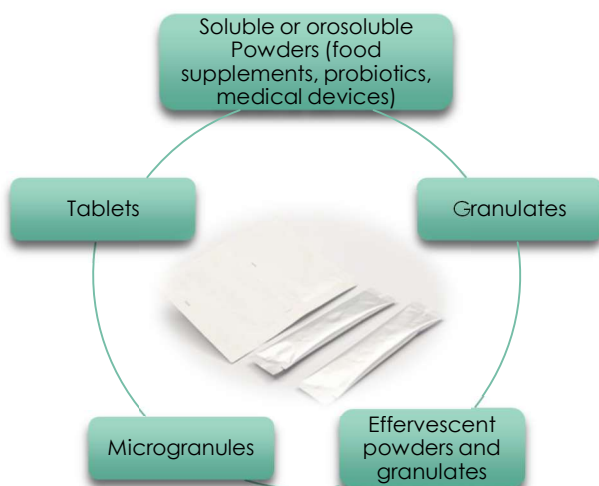 Soluble or orosoluble
Powders (food
supplements, probiotics,
medical devices)
Tablets
Granulates
Microgranules
Effervescent
powders and
granulates